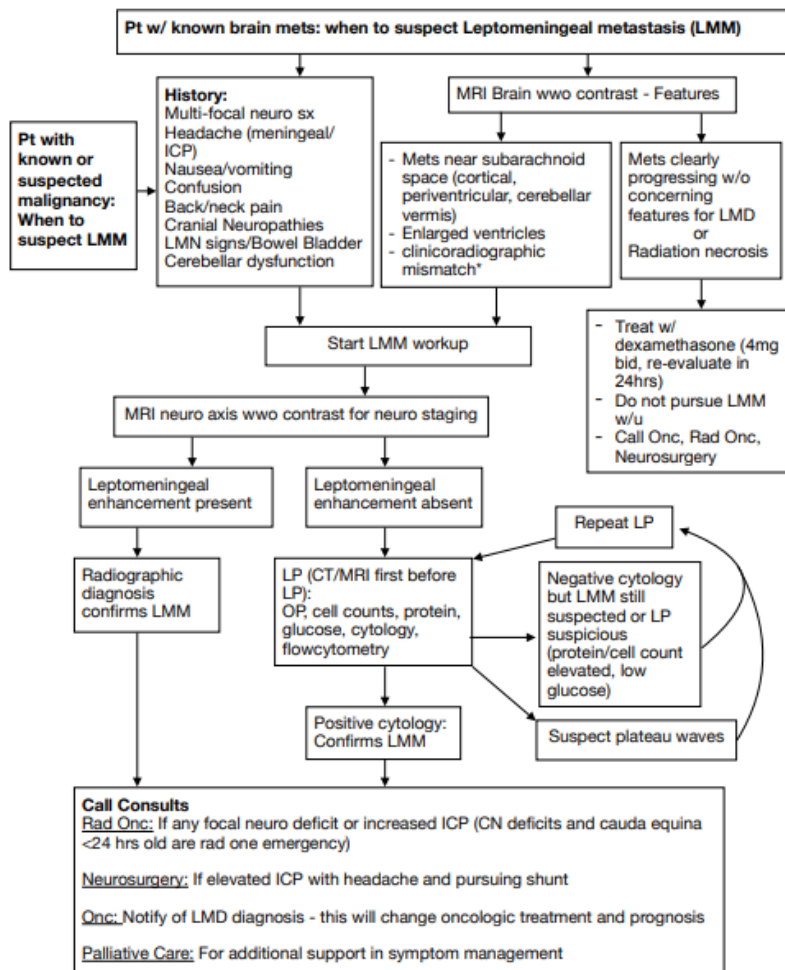 Pt w/ known brain mets: when to suspect Leptomeningeal metastasis (LMM)
Pt with
known or
suspected
malignancy:
When to
suspect LMM
History:
Multi-focal neuro sx
Headache (meningeal/
ICP)
Nausea/vomiting
Confusion
Back/neck pain
Cranial Neuropathies
LMN signs/Bowel Bladder
Cerebellar dysfunction
MRI Brain wwo contrast - Features
- Mets near subarachnoid
space (cortical,
periventricular, cerebellar
vermis)
- Enlarged ventricles
- clinicoradiographic
mismatch*
Mets clearly
progressing w/o
concerning
features for LMD
or
Radiation necrosis
Start LMM workup
- Treat w/
dexamethasone (4mg
bid, re-evaluate in
24hrs)
- Do not pursue LMM
w/u
- Call Onc, Rad Onc,
Neurosurgery
MRI neuro axis wwo contrast for neuro staging
Leptomeningeal
enhancement present
Leptomeningeal
enhancement absent
Repeat LP
Radiographic
diagnosis
confirms LMM
LP (CT/MRI first before
LP):
OP, cell counts, protein,
glucose, cytology,
flowcytometry
Negative cytology
but LMM still
suspected or LP
suspicious
(protein/cell count
elevated, low
glucose)
Positive cytology:
Confirms LMM
Suspect plateau waves
Call Consults
Rad Onc: If any focal neuro deficit or increased ICP (CN deficits and cauda equina
<24 hrs old are rad one emergency)
Neurosurgery: If elevated ICP with headache and pursuing shunt
Onc: Notify of LMD diagnosis - this will change oncologic treatment and prognosis
Palliative Care: For additional support in symptom management